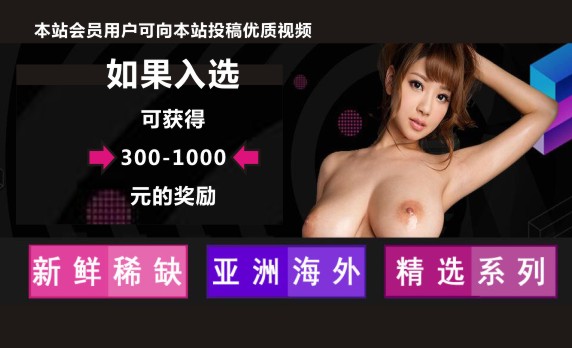 本站会员用户可向本站投稿优质视频
如果入选
可获得
300-1000
元的奖励
新鲜稀缺
亚洲海外
精选系列